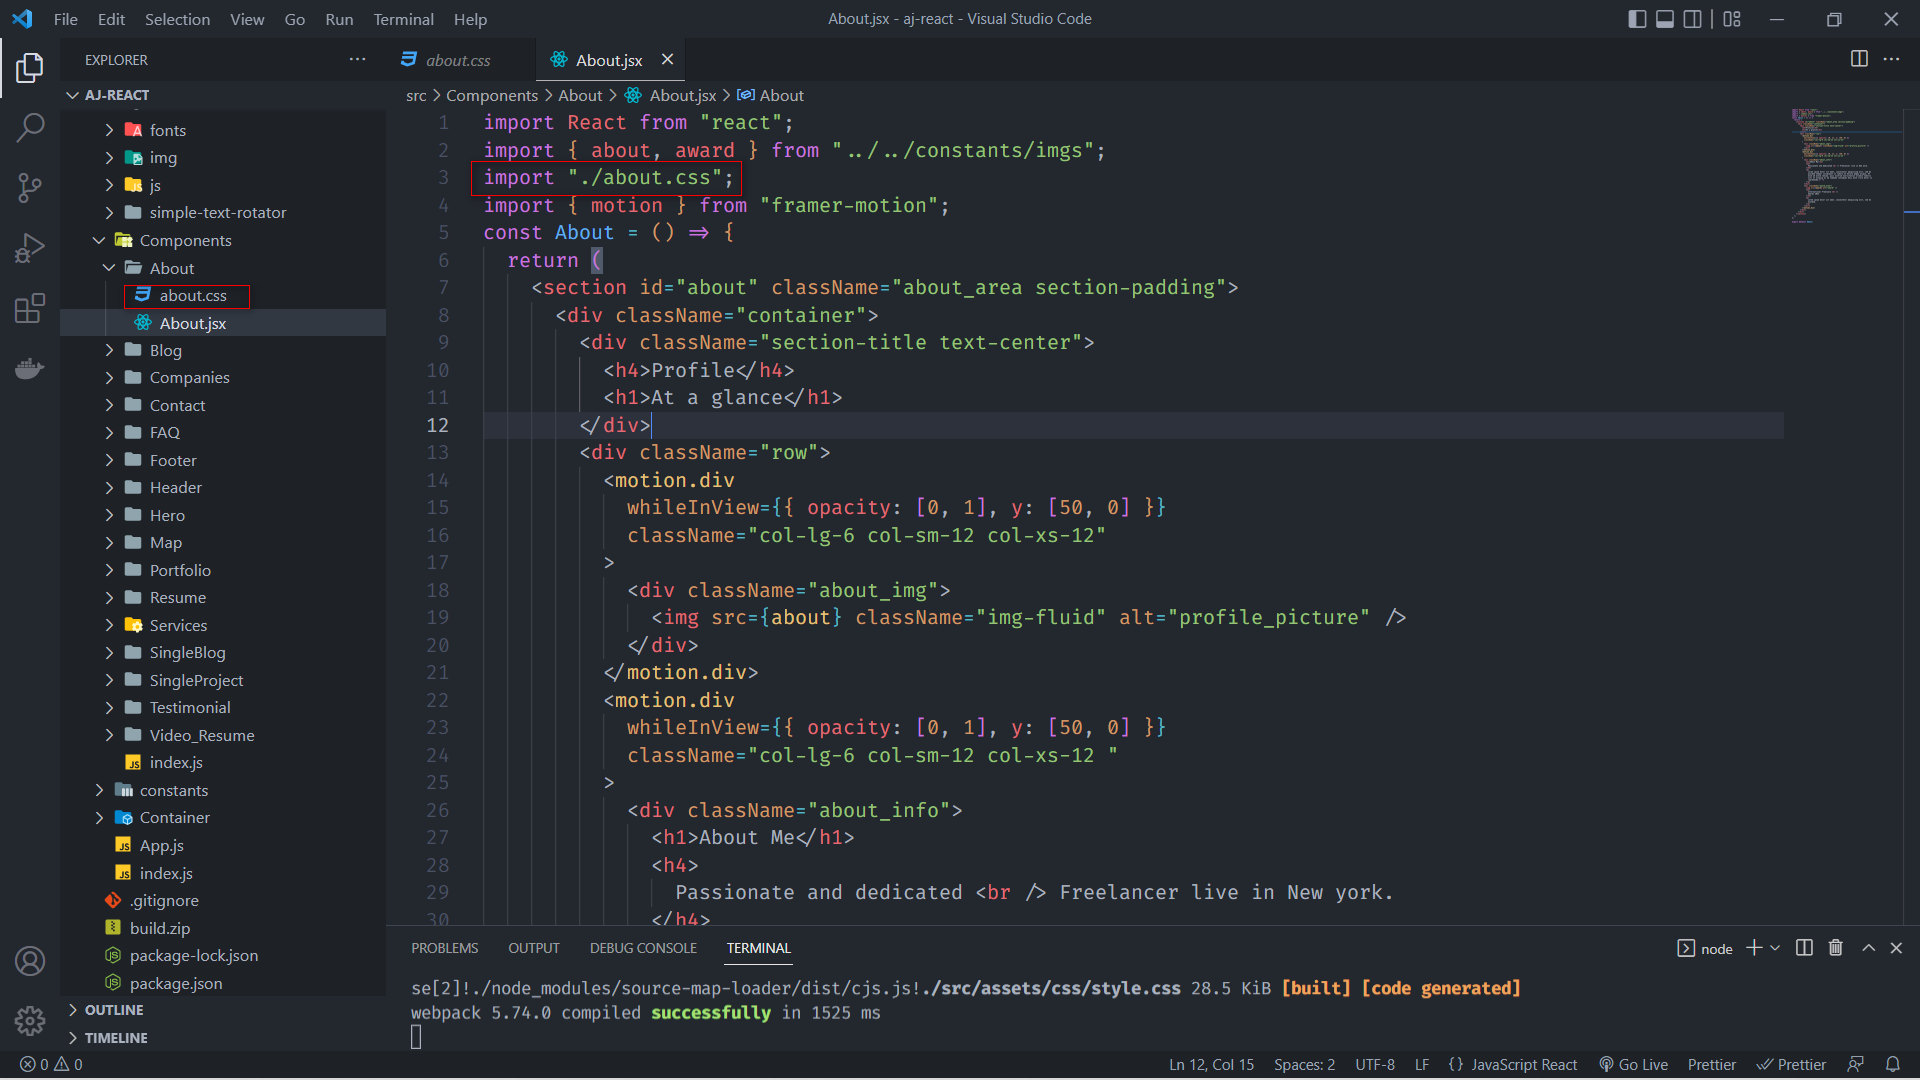 File Edit Selection View Go Run Terminal Help
About.jsx - aj-react - Visual Studio Code
EXPLORER
AJ-REACT
fonts
img
js
simple-text-rotator
Components
About
about.css
About.jsx
Blog
Companies
Contact
FAQ
Footer
Header
Hero
Map
Portfolio
Resume
Services
SingleBlog
SingleProject
Testimonial
Video_Resume
index.js
constants
Container
App.js
index.js
.gitignore
build.zip
package-lock.json
package.json
OUTLINE
TIMELINE
about.css
About.jsx
src > Components > About > About.jsx > About
1 import React from "react";
2 import { about, award } from "../../constants/imgs";
3 import "./about.css";
4 import { motion } from "framer-motion";
5 const About = () => {
6 return (
7 <section id="about" className="about_area section-padding">
8 <div className="container">
9 <div className="section-title text-center">
10 <h4>Profile</h4>
11 <h1>At a glance</h1>
12 </div>
13 <div className="row">
14 <motion.div
15 whileInView={{ opacity: [0, 1], y: [50, 0] }}
16 className="col-lg-6 col-sm-12 col-xs-12"
17 >
18 <div className="about_img">
19 <img src={about} className="img-fluid" alt="profile_picture" />
20 </div>
21 </motion.div>
22 <motion.div
23 whileInView={{ opacity: [0, 1], y: [50, 0] }}
24 className="col-lg-6 col-sm-12 col-xs-12 "
25 >
26 <div className="about_info">
27 <h1>About Me</h1>
28 <h4>
29 Passionate and dedicated <br /> Freelancer live in New york.
30 </h4>
PROBLEMS OUTPUT DEBUG CONSOLE TERMINAL
node
se[2]!./node_modules/source-map-loader/dist/cjs.js!./src/assets/css/style.css 28.5 KiB [built] [code generated]
webpack 5.74.0 compiled successfully in 1525 ms
0 0
Ln 12, Col 15 Spaces: 2 UTF-8 LF {} JavaScript React Go Live Prettier Prettier